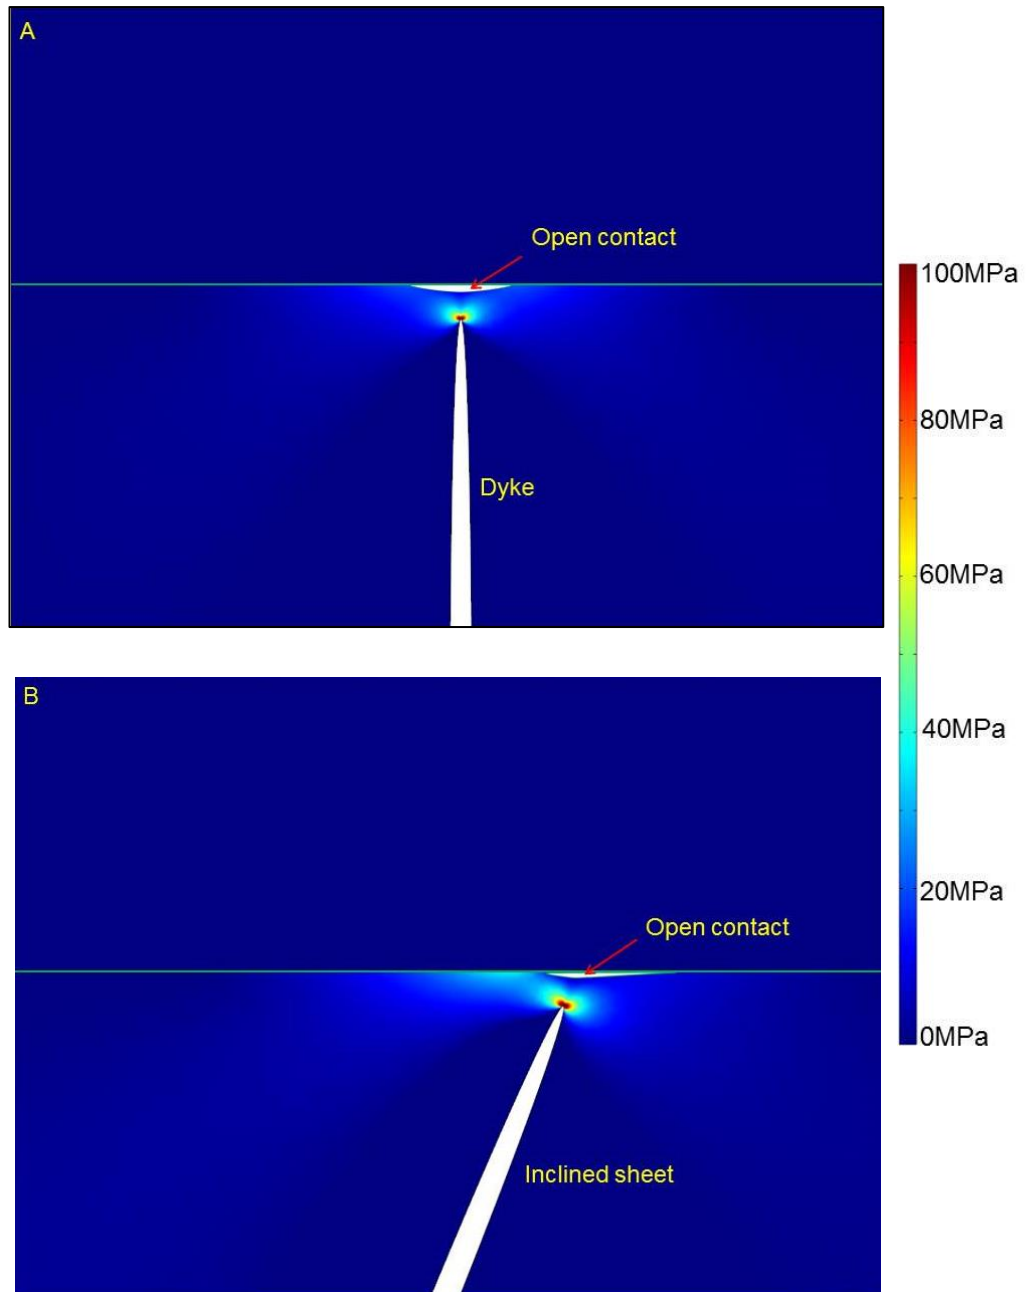 A
Open contact
Dyke
100MPa
80MPa
60MPa
40MPa
20MPa
0MPa
B
Open contact
Inclined sheet